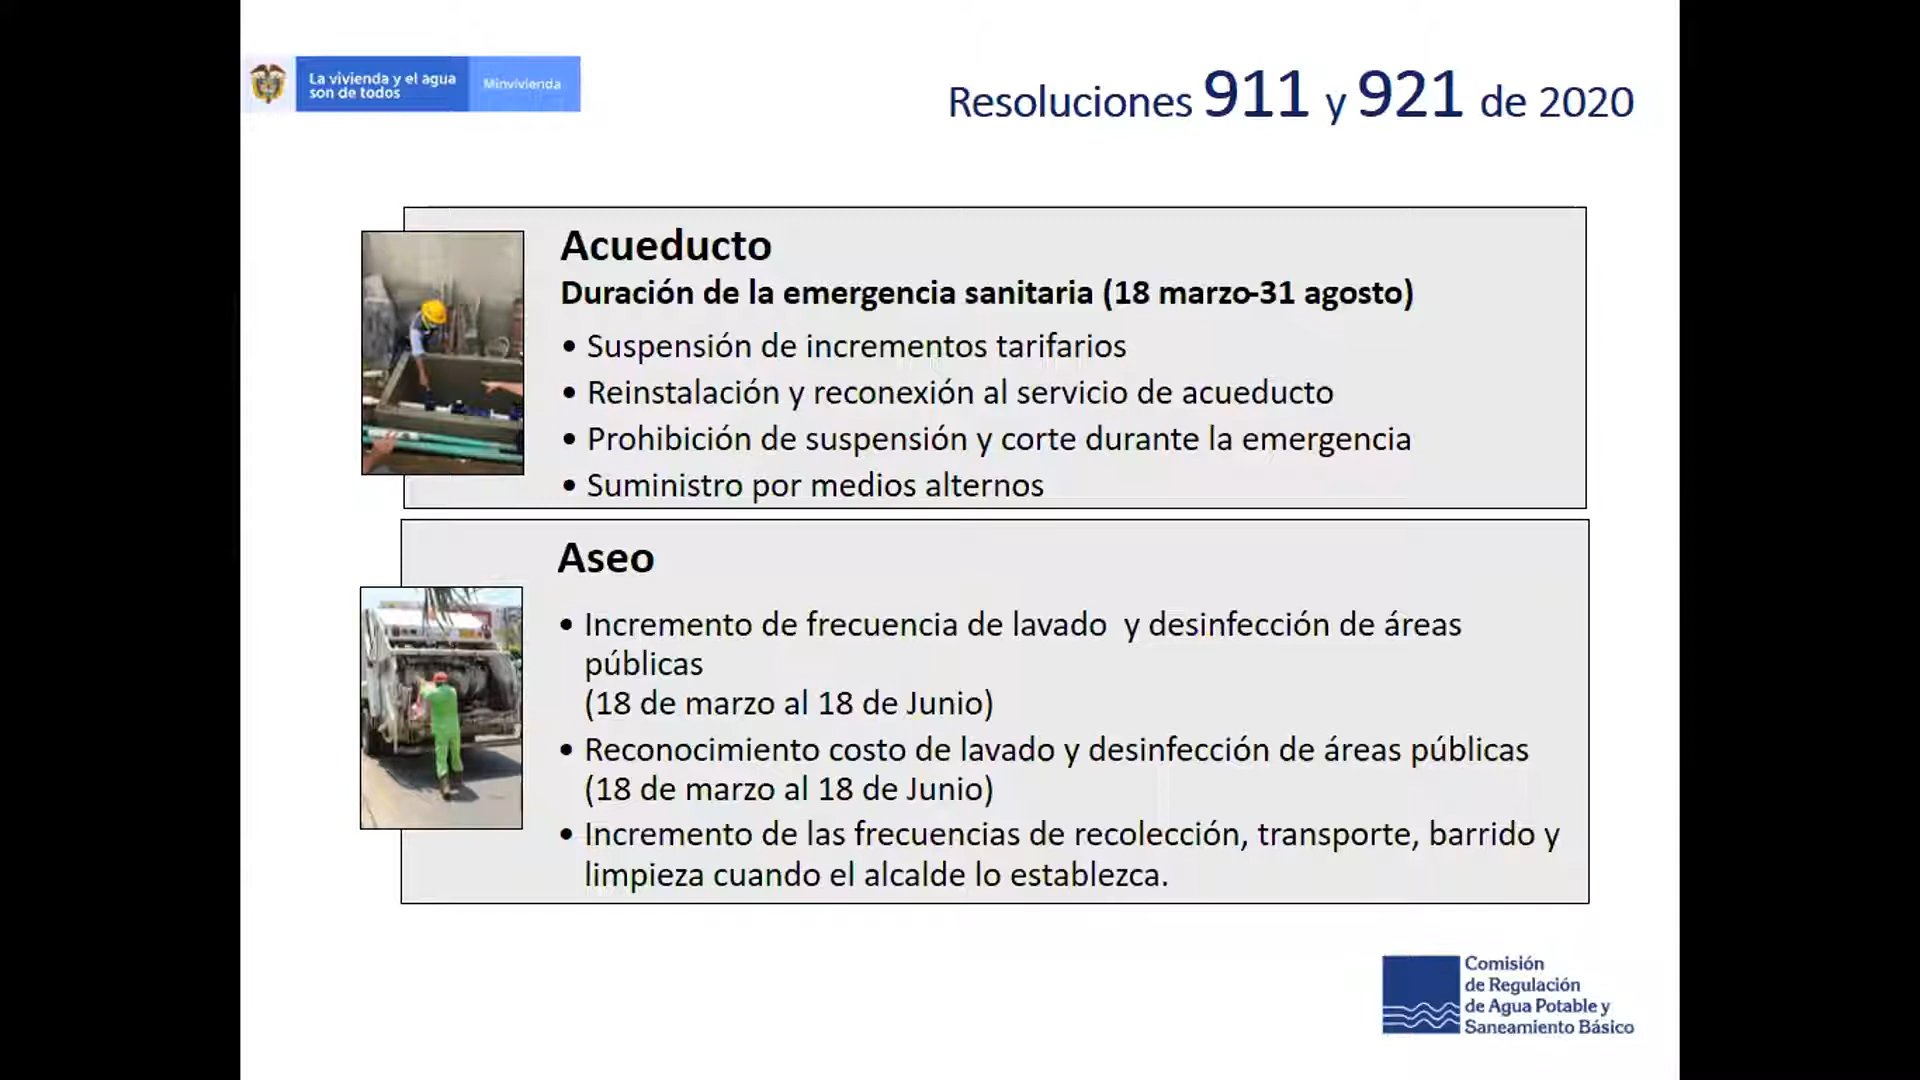 La vivienda y el agua
son de todos
Minvivienda
Resoluciones 911 y 921 de 2020
Acueducto
Duración de la emergencia sanitaria (18 marzo-31 agosto)
• Suspensión de incrementos tarifarios
• Reinstalación y reconexión al servicio de acueducto
• Prohibición de suspensión y corte durante la emergencia
• Suministro por medios alternos
Aseo
• Incremento de frecuencia de lavado y desinfección de áreas
públicas
(18 de marzo al 18 de Junio)
• Reconocimiento costo de lavado y desinfección de áreas públicas
(18 de marzo al 18 de Junio)
• Incremento de las frecuencias de recolección, transporte, barrido y
limpieza cuando el alcalde lo establezca.
Comisión
de Regulación
de Agua Potable y
Saneamiento Básico